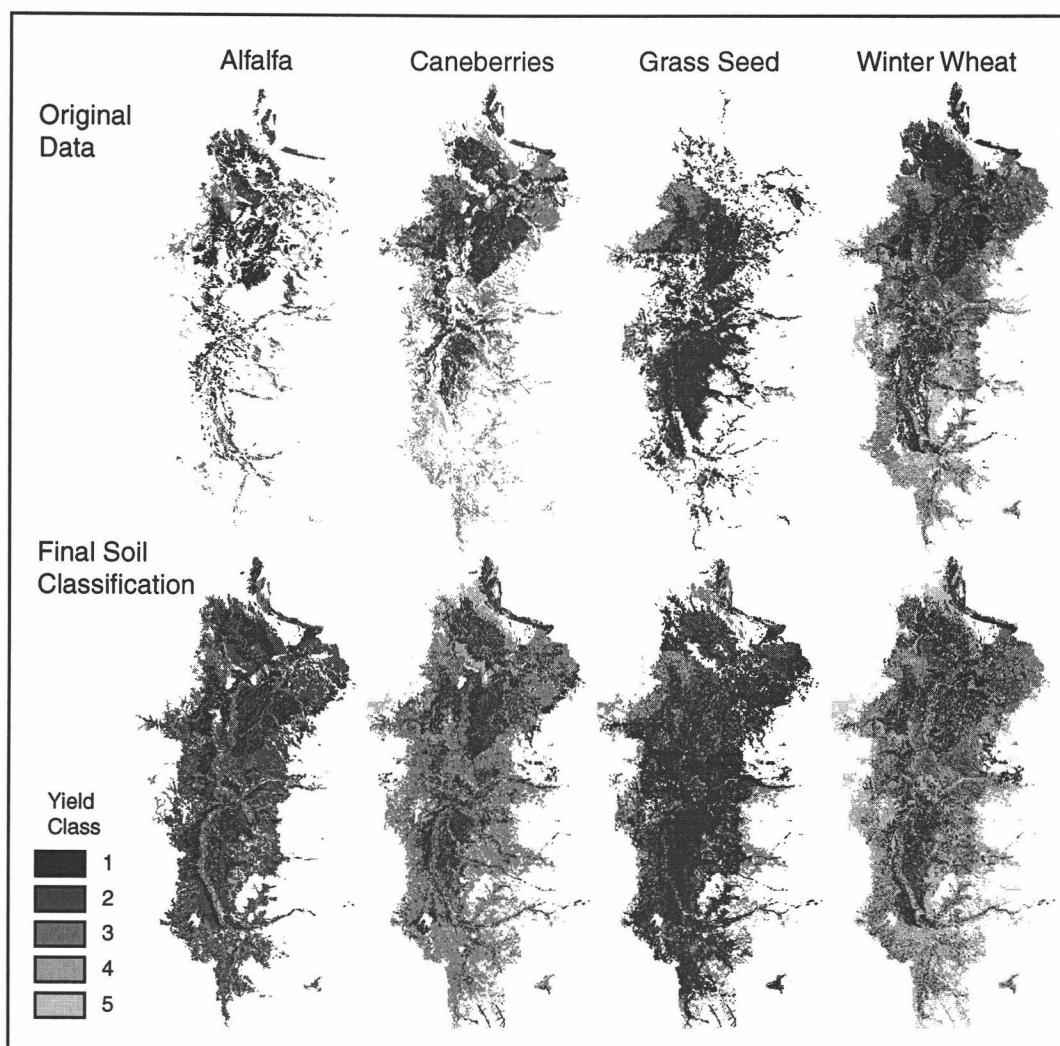 Alfalfa
Caneberries
Grass Seed
Winter Wheat
Original
Data
Final Soil
Classification
Yield
Class
1
2
3
4
5